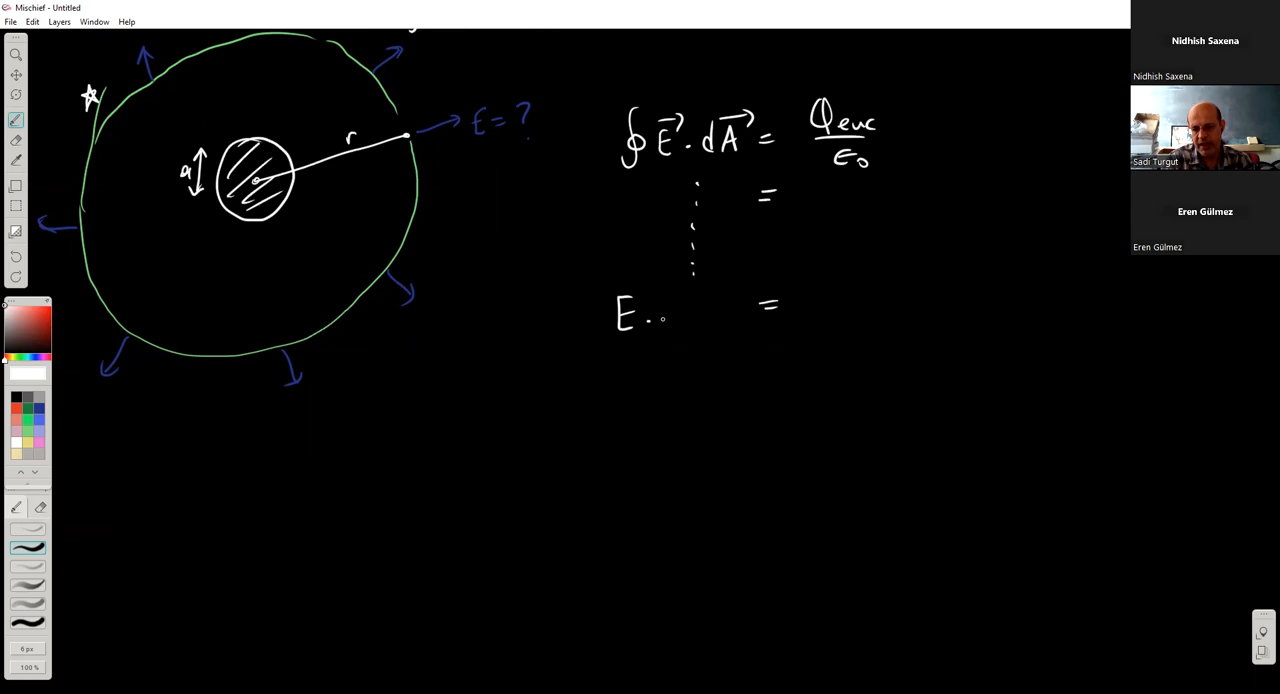 Mischief - Untitled
File Edit Layers Window Help
E = ?
r
a
∮ E⃗ . dA⃗ = Qenc / ε₀
=
E . =
6 px
100 %
Nidhish Saxena
Nidhish Saxena
Sadi Turgut
Eren Gülmez
Eren Gülmez